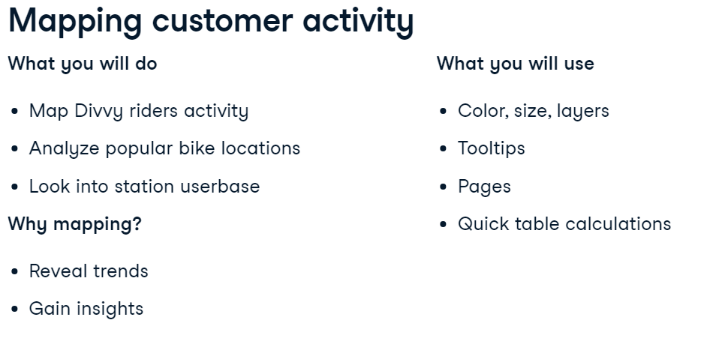 Mapping customer activity
What you will do
Map Divvy riders activity
Analyze popular bike locations
Look into station userbase
Why mapping?
Reveal trends
Gain insights
What you will use
Color, size, layers
Tooltips
Pages
Quick table calculations